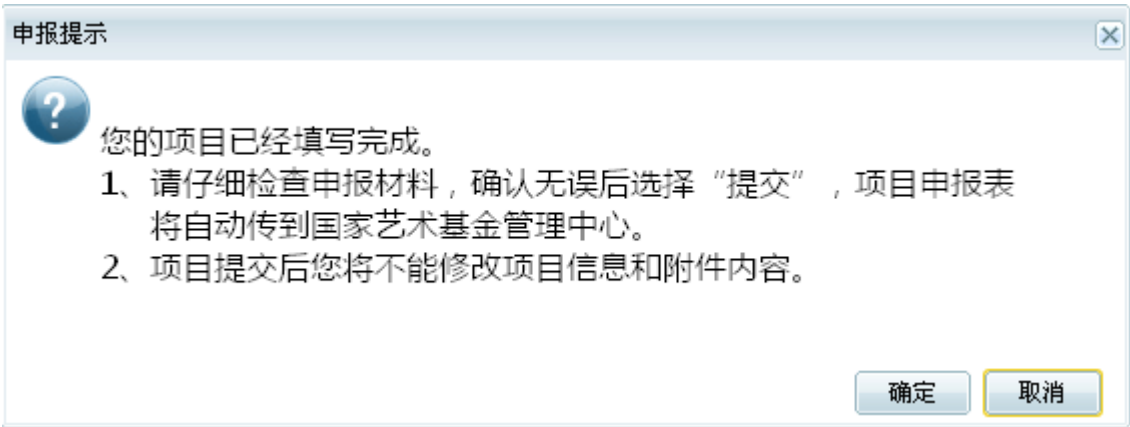 申报提示
您的项目已经填写完成。
1、请仔细检查申报材料，确认无误后选择“提交”，项目申报表
将自动传到国家艺术基金管理中心。
2、项目提交后您将不能修改项目信息和附件内容。
确定 取消